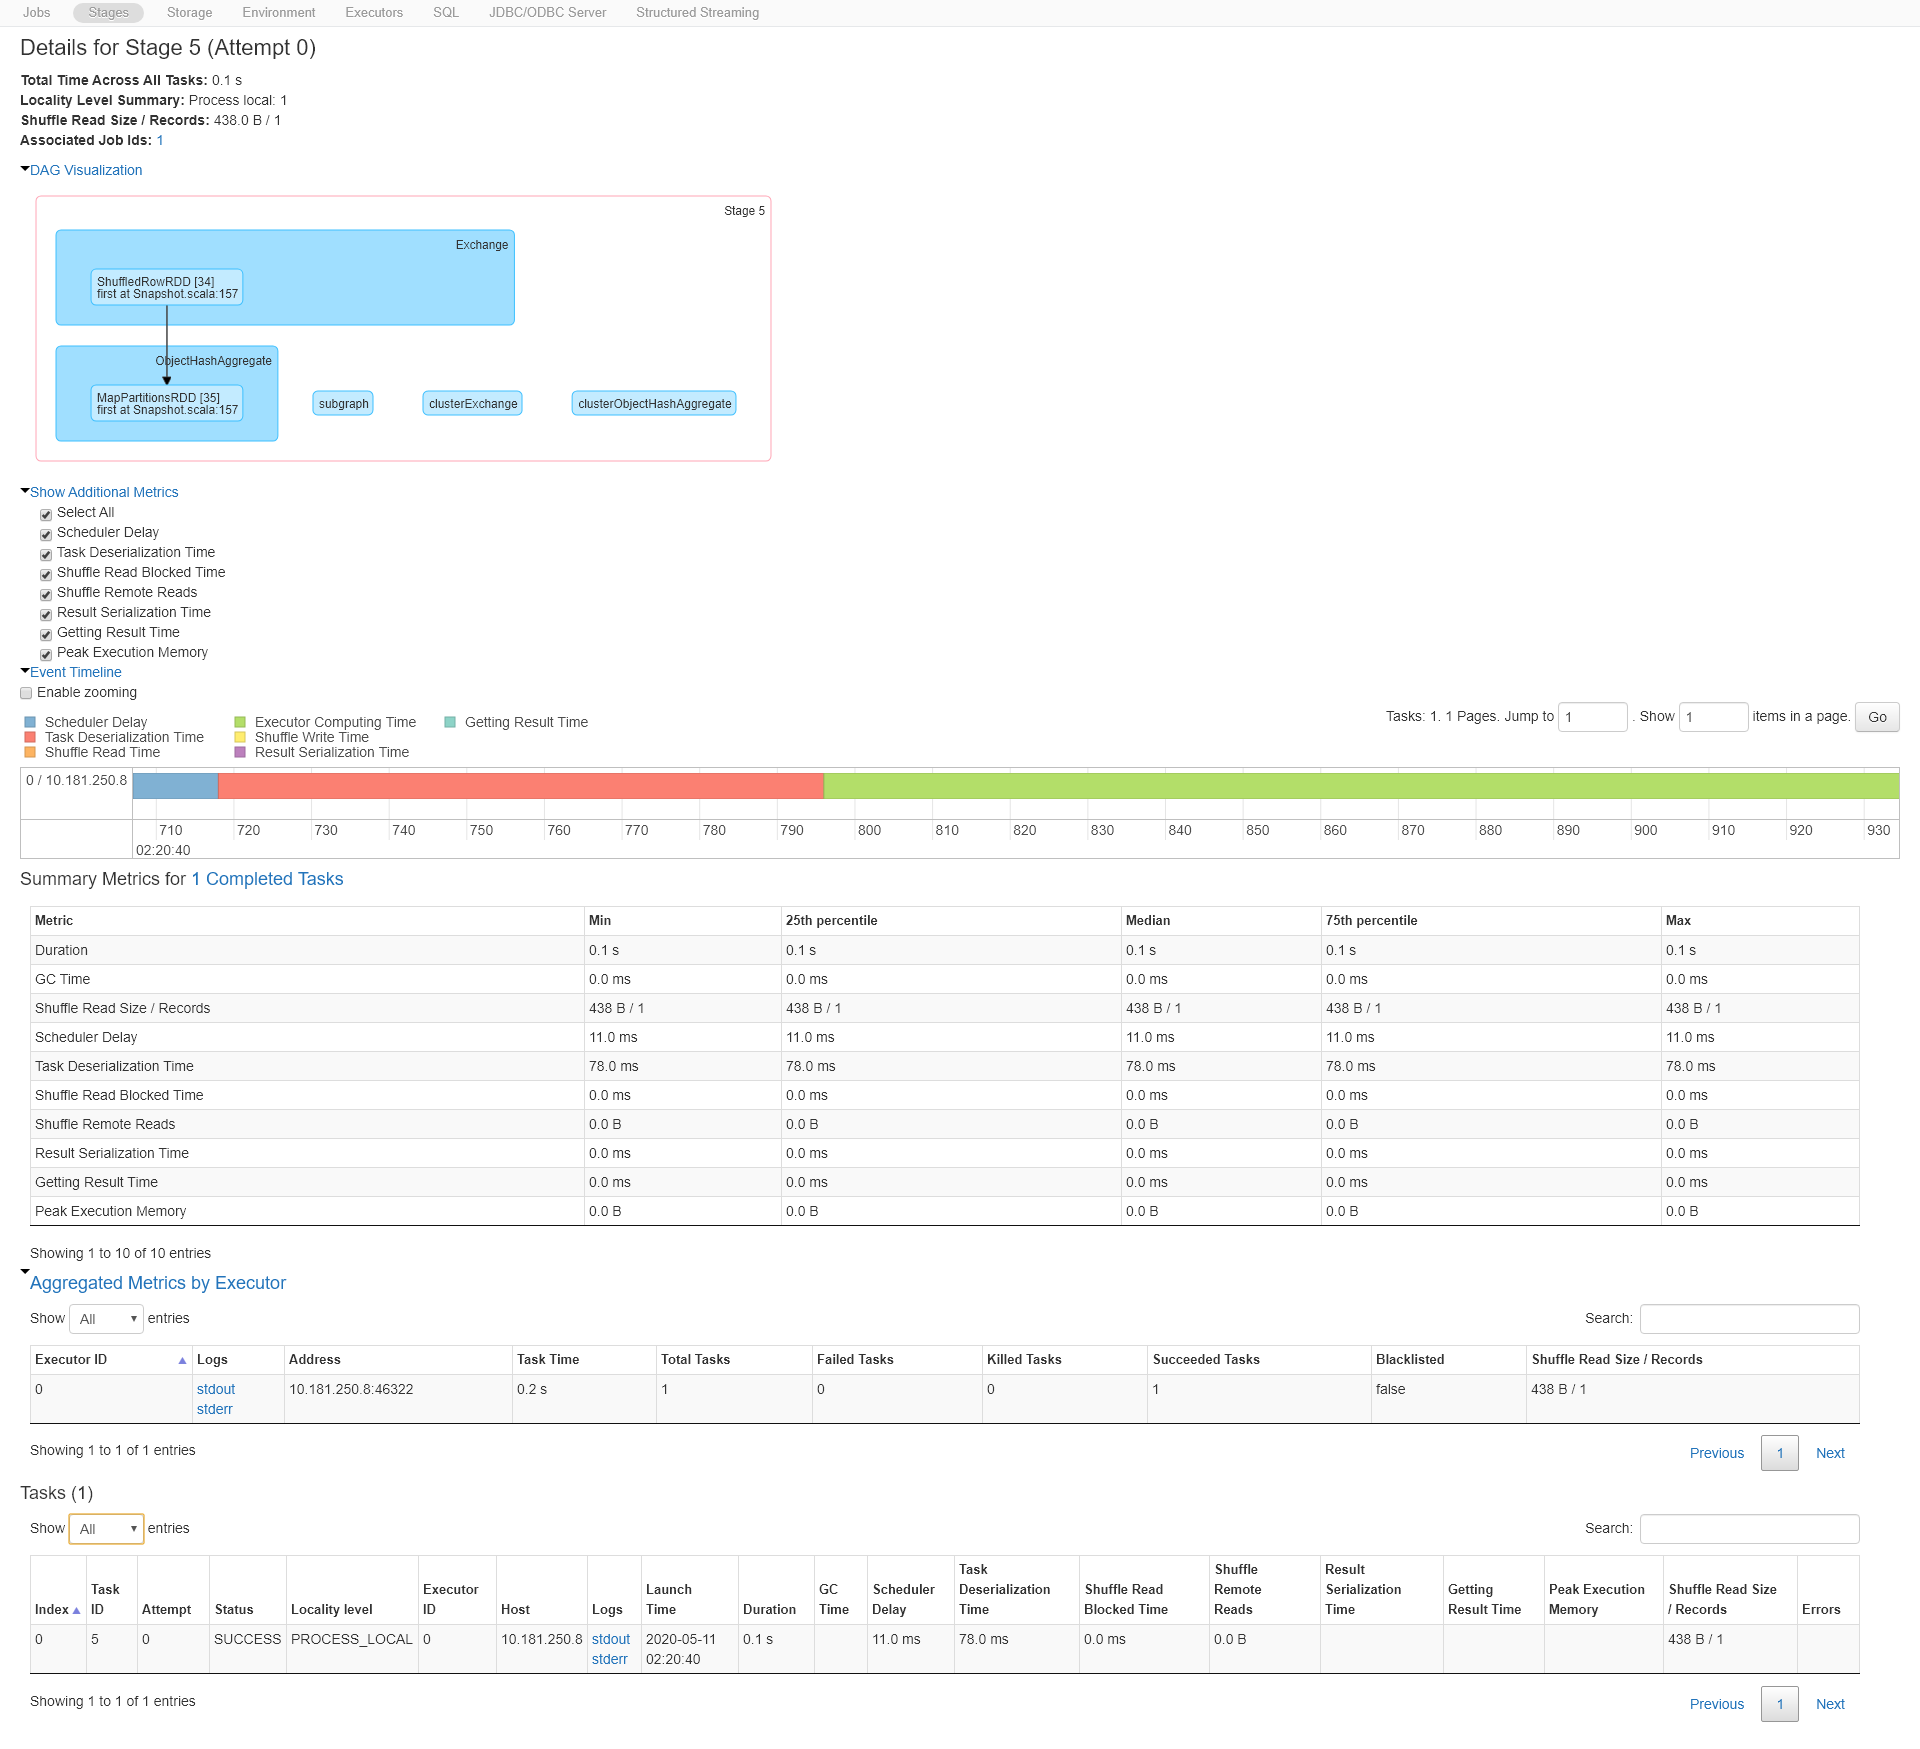 Jobs Stages Storage Environment Executors SQL JDBC/ODBC Server Structured Streaming
Details for Stage 5 (Attempt 0)
Total Time Across All Tasks: 0.1 s
Locality Level Summary: Process local: 1
Shuffle Read Size / Records: 438.0 B / 1
Associated Job Ids: 1
DAG Visualization
Stage 5
Exchange
ShuffledRowRDD [34]
first at Snapshot.scala:157
ObjectHashAggregate
MapPartitionsRDD [35]
first at Snapshot.scala:157
subgraph clusterExchange clusterObjectHashAggregate
Show Additional Metrics
Select All
Scheduler Delay
Task Deserialization Time
Shuffle Read Blocked Time
Shuffle Remote Reads
Result Serialization Time
Getting Result Time
Peak Execution Memory
Event Timeline
Enable zooming
Tasks: 1. 1 Pages. Jump to 1 . Show 1 items in a page. Go
Scheduler Delay Executor Computing Time Getting Result Time
Task Deserialization Time Shuffle Write Time
Shuffle Read Time Result Serialization Time
0 / 10.181.250.8
710 720 730 740 750 760 770 780 790 800 810 820 830 840 850 860 870 880 890 900 910 920 930
02:20:40
Summary Metrics for 1 Completed Tasks
Metric Min 25th percentile Median 75th percentile Max
Duration 0.1 s 0.1 s 0.1 s 0.1 s 0.1 s
GC Time 0.0 ms 0.0 ms 0.0 ms 0.0 ms 0.0 ms
Shuffle Read Size / Records 438 B / 1 438 B / 1 438 B / 1 438 B / 1 438 B / 1
Scheduler Delay 11.0 ms 11.0 ms 11.0 ms 11.0 ms 11.0 ms
Task Deserialization Time 78.0 ms 78.0 ms 78.0 ms 78.0 ms 78.0 ms
Shuffle Read Blocked Time 0.0 ms 0.0 ms 0.0 ms 0.0 ms 0.0 ms
Shuffle Remote Reads 0.0 B 0.0 B 0.0 B 0.0 B 0.0 B
Result Serialization Time 0.0 ms 0.0 ms 0.0 ms 0.0 ms 0.0 ms
Getting Result Time 0.0 ms 0.0 ms 0.0 ms 0.0 ms 0.0 ms
Peak Execution Memory 0.0 B 0.0 B 0.0 B 0.0 B 0.0 B
Showing 1 to 10 of 10 entries
Aggregated Metrics by Executor
Show All entries Search:
Executor ID Logs Address Task Time Total Tasks Failed Tasks Killed Tasks Succeeded Tasks Blacklisted Shuffle Read Size / Records
0 stdout 10.181.250.8:46322 0.2 s 1 0 0 1 false 438 B / 1
stderr
Showing 1 to 1 of 1 entries
Previous 1 Next
Tasks (1)
Show All entries Search:
Task Shuffle Result
Task Executor Launch GC Scheduler Deserialization Shuffle Read Remote Serialization Getting Peak Execution Shuffle Read Size
Index ID Attempt Status Locality level ID Host Logs Time Duration Time Delay Time Blocked Time Reads Time Result Time Memory / Records Errors
0 5 0 SUCCESS PROCESS_LOCAL 0 10.181.250.8 stdout 2020-05-11 0.1 s 11.0 ms 78.0 ms 0.0 ms 0.0 B 438 B / 1
stderr 02:20:40
Showing 1 to 1 of 1 entries
Previous 1 Next